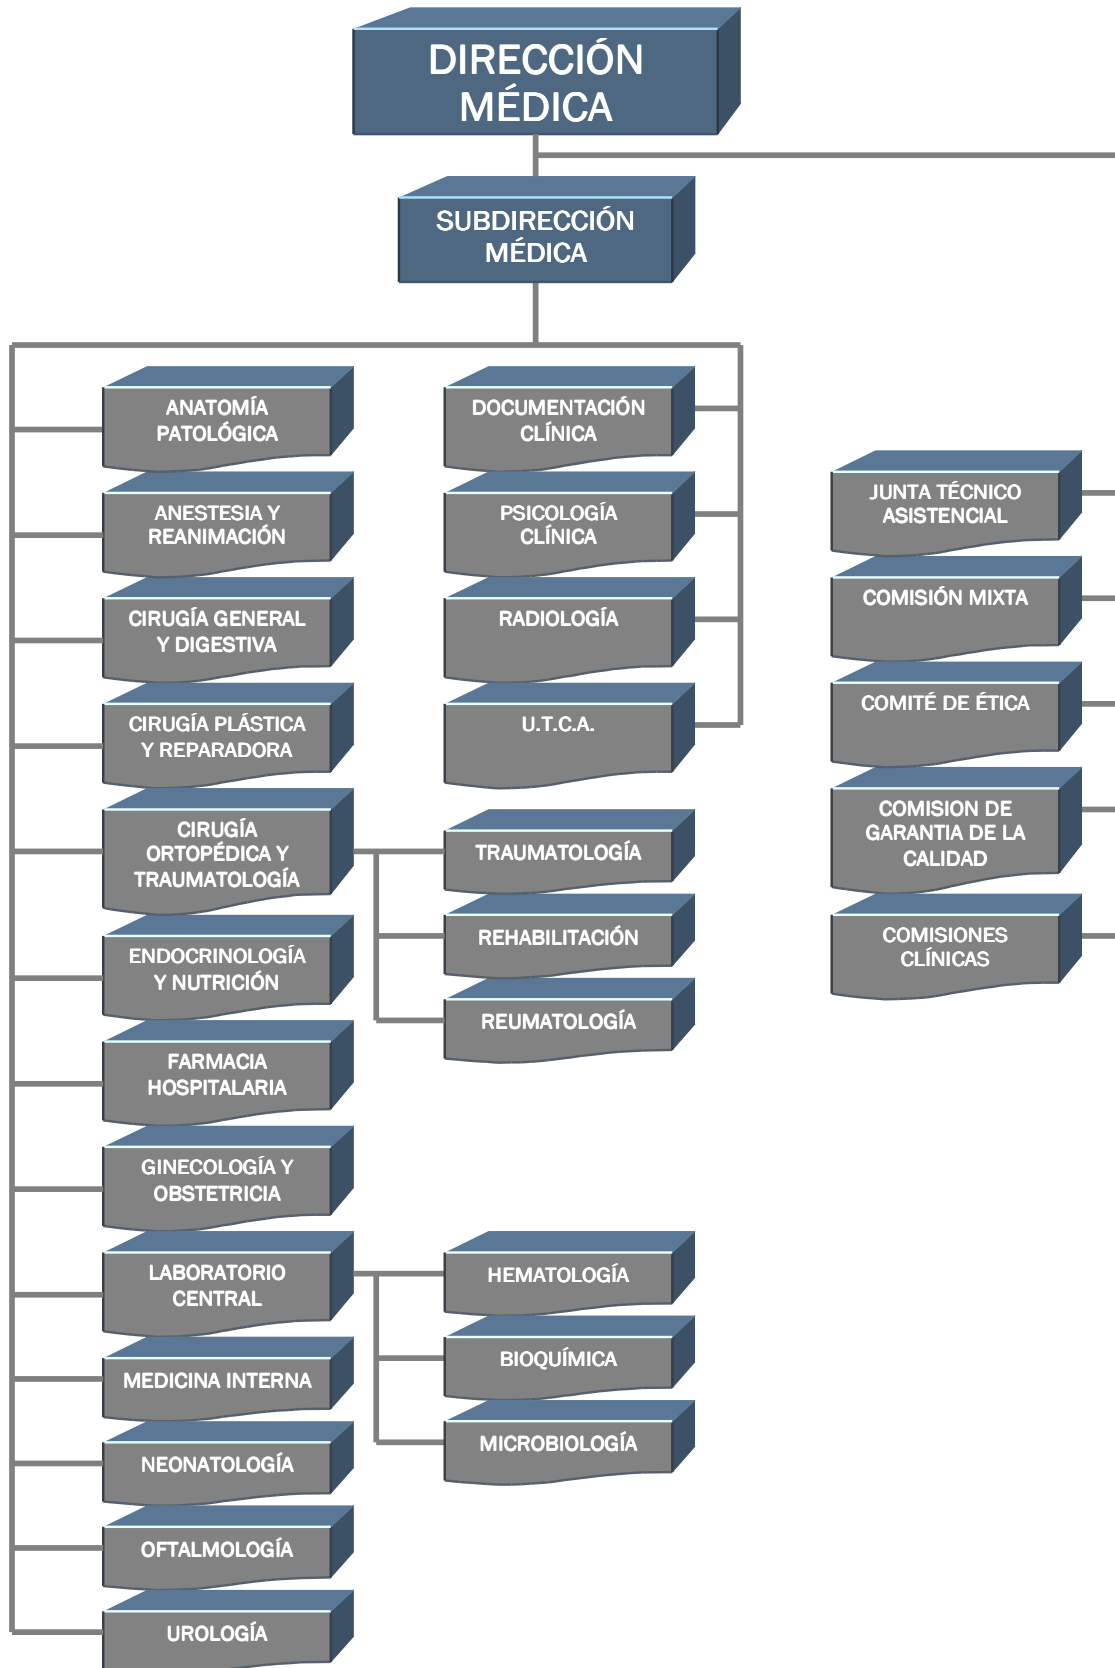 DIRECCIÓN
MÉDICA
SUBDIRECCIÓN
MÉDICA
ANATOMÍA
PATOLÓGICA
ANESTESIA Y
REANIMACIÓN
CIRUGÍA GENERAL
Y DIGESTIVA
CIRUGÍA PLÁSTICA
Y REPARADORA
CIRUGÍA
ORTOPÉDICA Y
TRAUMATOLOGÍA
ENDOCRINOLOGÍA
Y NUTRICIÓN
FARMACIA
HOSPITALARIA
GINECOLOGÍA Y
OBSTETRICIA
LABORATORIO
CENTRAL
MEDICINA INTERNA
NEONATOLOGÍA
OFTALMOLOGÍA
UROLOGÍA
DOCUMENTACIÓN
CLÍNICA
PSICOLOGÍA
CLÍNICA
RADIOLOGÍA
U.T.C.A.
TRAUMATOLOGÍA
REHABILITACIÓN
REUMATOLOGÍA
HEMATOLOGÍA
BIOQUÍMICA
MICROBIOLOGÍA
JUNTA TÉCNICO
ASISTENCIAL
COMISIÓN MIXTA
COMITÉ DE ÉTICA
COMISION DE
GARANTIA DE LA
CALIDAD
COMISIONES
CLÍNICAS